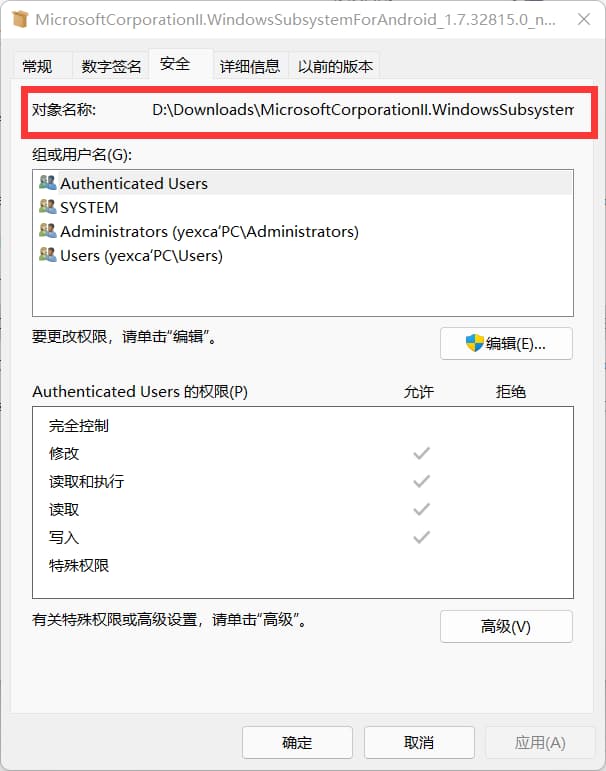 MicrosoftCorporationII.WindowsSubsystemForAndroid_1.7.32815.0_n...
常规 数字签名 安全 详细信息 以前的版本
对象名称: D:\Downloads\MicrosoftCorporationII.WindowsSubsystem
组或用户名(G):
Authenticated Users
SYSTEM
Administrators (yexca'PC\Administrators)
Users (yexca'PC\Users)
要更改权限，请单击"编辑"。
编辑(E)...
Authenticated Users 的权限(P) 允许 拒绝
完全控制
修改
读取和执行
读取
写入
特殊权限
有关特殊权限或高级设置，请单击"高级"。
高级(V)
确定 取消 应用(A)